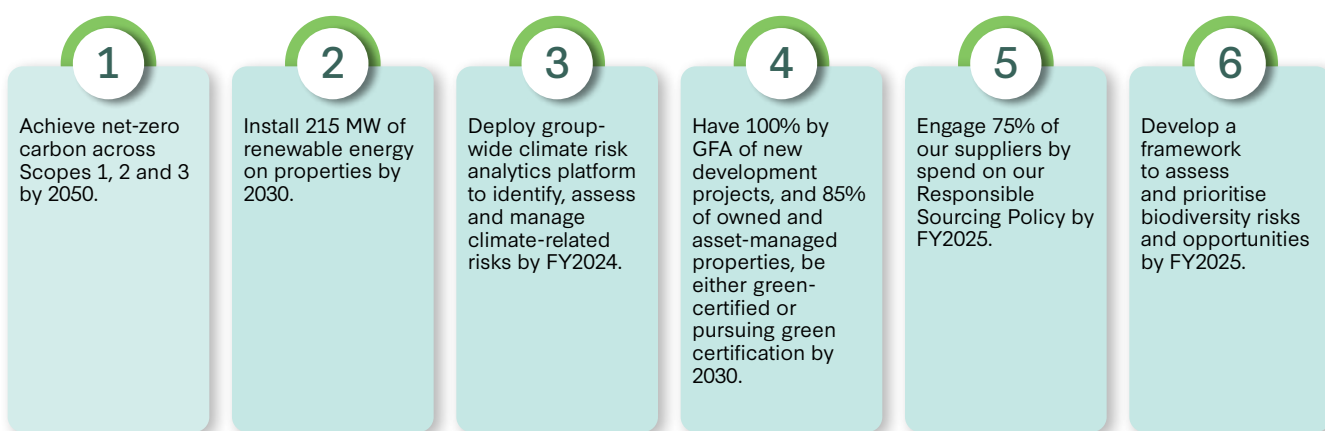 1
Achieve net-zero
carbon across
Scopes 1, 2 and 3
by 2050.
2
Install 215 MW of
renewable energy
on properties by
2030.
3
Deploy group-
wide climate risk
analytics platform
to identify, assess
and manage
climate-related
risks by FY2024.
4
Have 100% by
GFA of new
development
projects, and 85%
of owned and
asset-managed
properties, be
either green-
certified or
pursuing green
certification by
2030.
5
Engage 75% of
our suppliers by
spend on our
Responsible
Sourcing Policy by
FY2025.
6
Develop a
framework
to assess
and prioritise
biodiversity risks
and opportunities
by FY2025.